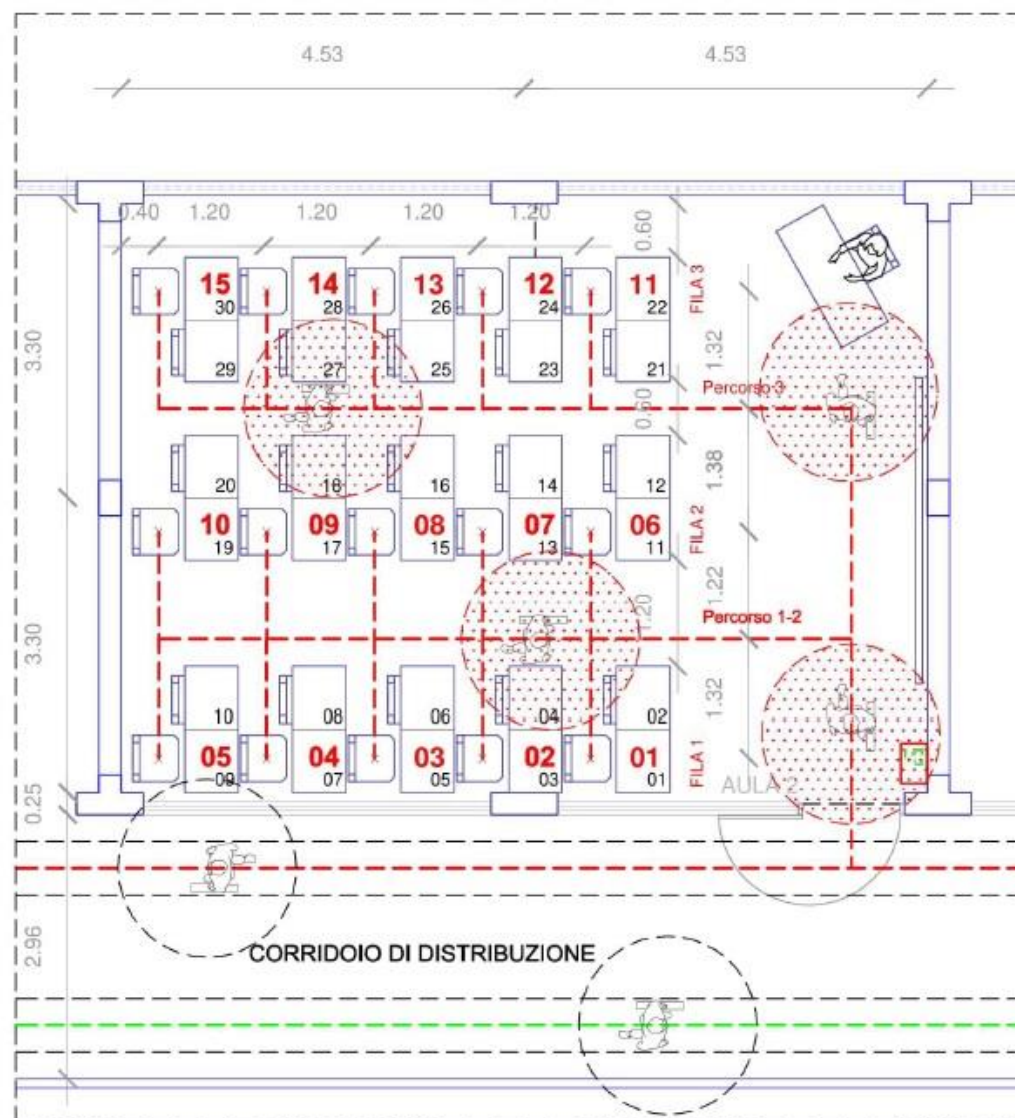 4.53 4.53
0.40 1.20 1.20 1.20 1.20
0.60
15 14 13 12 11
30 28 26 24 22
FILA 3
3.30
29 27 25 23 21
1.32
Percorso 3
0.60
20 18 16 14 12
1.38
10 09 08 07 06
19 17 15 13 11
FILA 2
1.22
1.20
Percorso 1-2
3.30
10 08 06 04 02
1.32
05 04 03 02 01
09 07 05 03 01
FILA 1
AULA 2
0.25
2.96
CORRIDOIO DI DISTRIBUZIONE